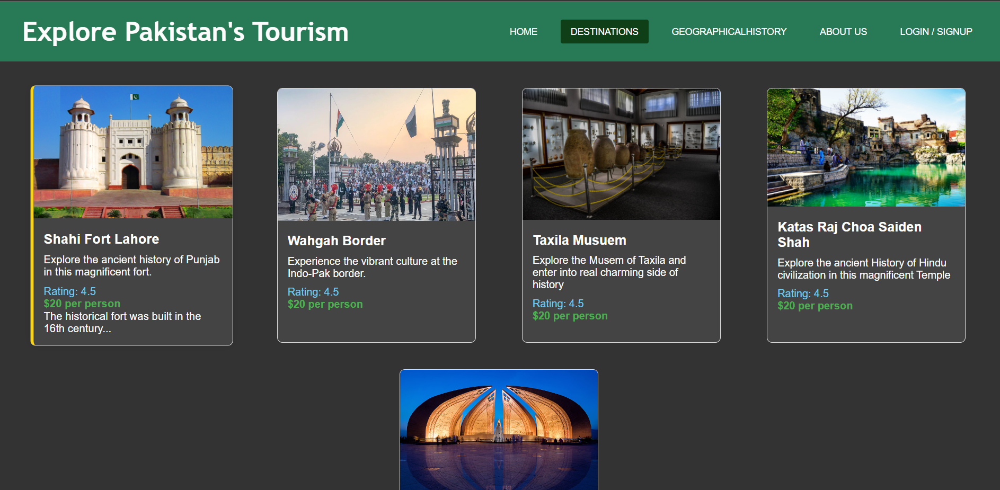 Explore Pakistan's Tourism
HOME
DESTINATIONS
GEOGRAPHICALHISTORY
ABOUT US
LOGIN / SIGNUP
Shahi Fort Lahore
Explore the ancient history of Punjab
in this magnificent fort.
Rating: 4.5
$20 per person
The historical fort was built in the
16th century...
Wahgah Border
Experience the vibrant culture at the
Indo-Pak border.
Rating: 4.5
$20 per person
Taxila Musuem
Explore the Musem of Taxila and
enter into real charming side of
history
Rating: 4.5
$20 per person
Katas Raj Choa Saiden
Shah
Explore the ancient History of Hindu
civilization in this magnificent Temple
Rating: 4.5
$20 per person